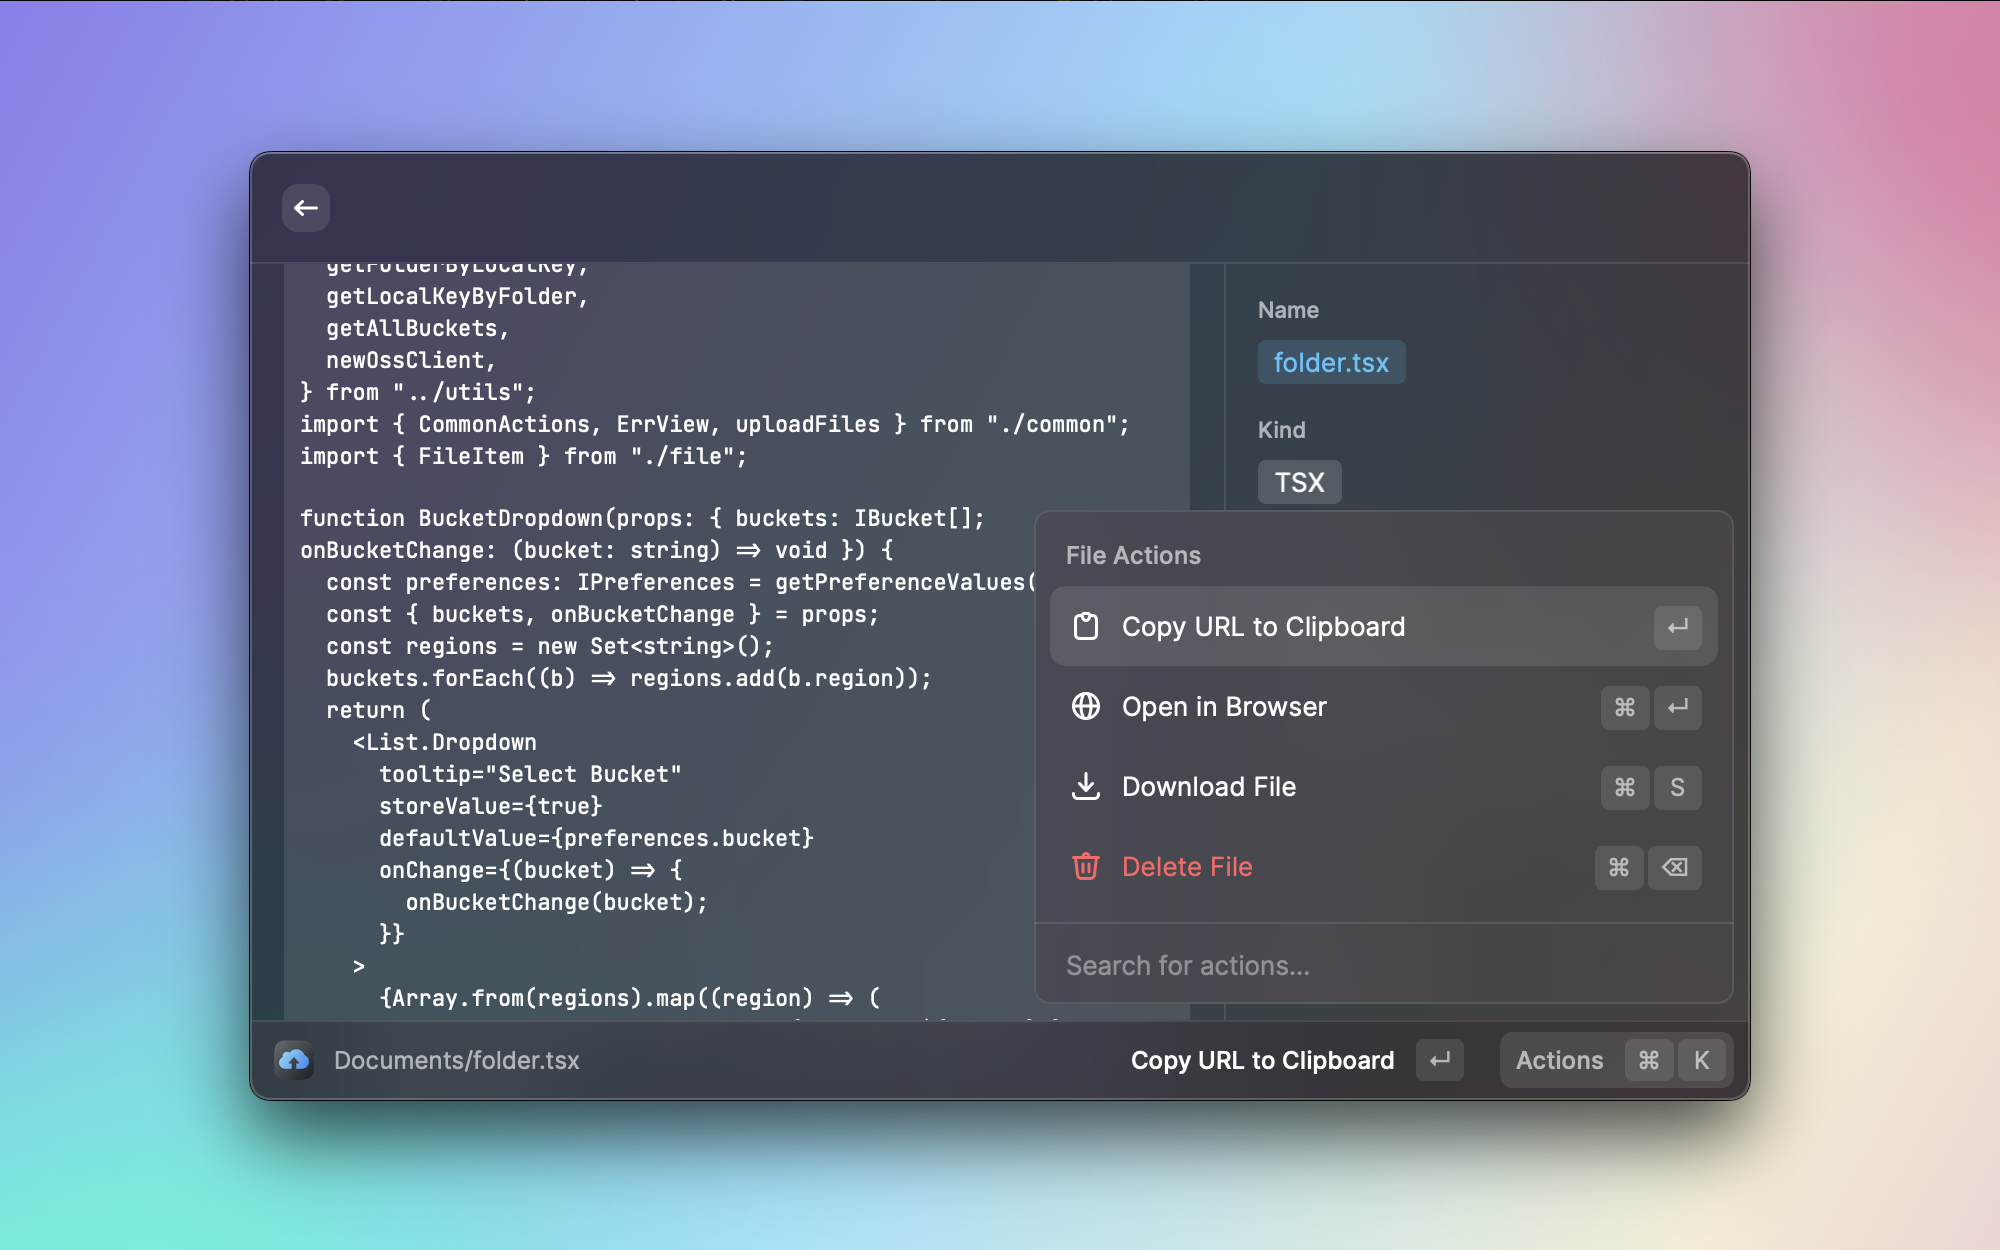 getFolderByLocalKey,
getLocalKeyByFolder,
getAllBuckets,
newOssClient,
} from "../utils";
import { CommonActions, ErrView, uploadFiles } from "./common";
import { FileItem } from "./file";
function BucketDropdown(props: { buckets: IBucket[];
onBucketChange: (bucket: string) => void }) {
const preferences: IPreferences = getPreferenceValues(
const { buckets, onBucketChange } = props;
const regions = new Set<string>();
buckets.forEach((b) => regions.add(b.region));
return (
<List.Dropdown
tooltip="Select Bucket"
storeValue={true}
defaultValue={preferences.bucket}
onChange={(bucket) => {
onBucketChange(bucket);
}}
>
{Array.from(regions).map((region) => (
Name
folder.tsx
Kind
TSX
File Actions
Copy URL to Clipboard ↵
Open in Browser ⌘ ↵
Download File ⌘ S
Delete File ⌘ ⌫
Search for actions...
Documents/folder.tsx
Copy URL to Clipboard ↵
Actions ⌘ K